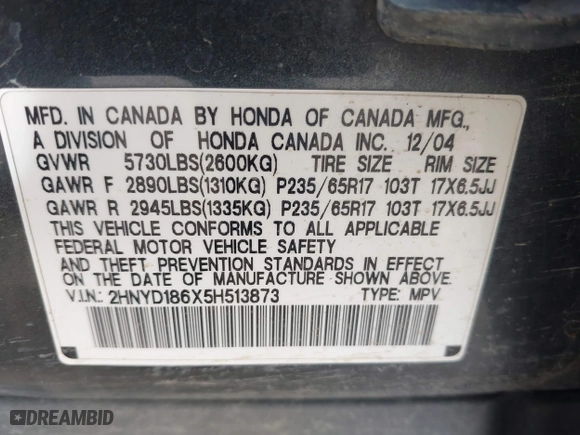 MFD. IN CANADA BY HONDA OF CANADA MFG.,
A DIVISION OF HONDA CANADA INC. 12/04
GVWR 5730LBS(2600KG) TIRE SIZE RIM SIZE
GAWR F 2890LBS(1310KG) P235/65R17 103T 17X6.5JJ
GAWR R 2945LBS(1335KG) P235/65R17 103T 17X6.5JJ
THIS VEHICLE CONFORMS TO ALL APPLICABLE
FEDERAL MOTOR VEHICLE SAFETY
AND THEFT PREVENTION STANDARDS IN EFFECT
ON THE DATE OF MANUFACTURE SHOWN ABOVE.
V.I.N.: 2HNYD186X5H513873 TYPE: MPV
DREAMBID